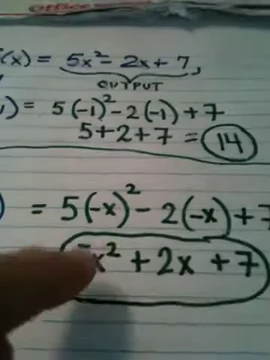 (x) = 5x² - 2x + 7,
OUTPUT
) = 5(-1)² - 2(-1) + 7
5 + 2 + 7 = 14
) = 5(-x)² - 2(-x) + 7
x² + 2x + 7